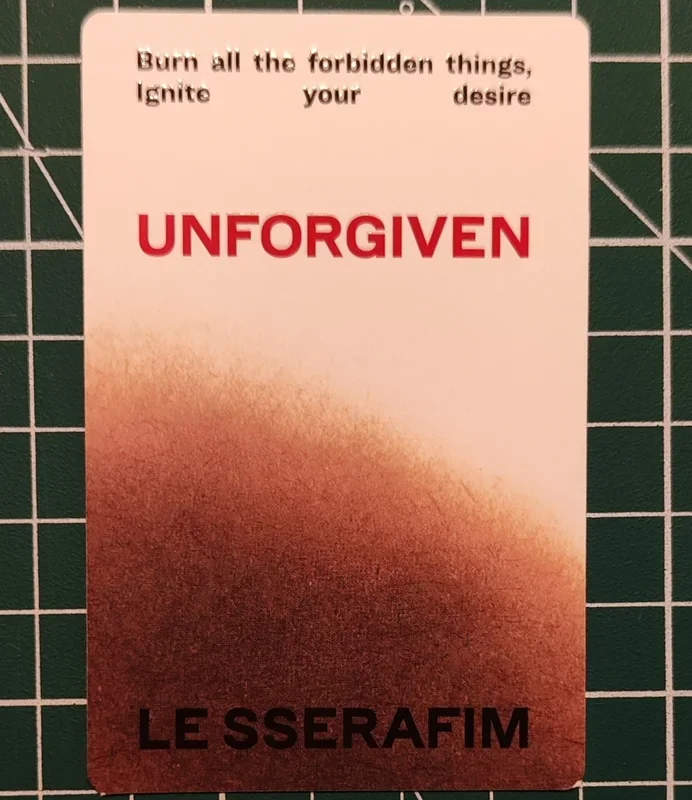 Burn all the forbidden things,
Ignite your desire
UNFORGIVEN
LE SSERAFIM